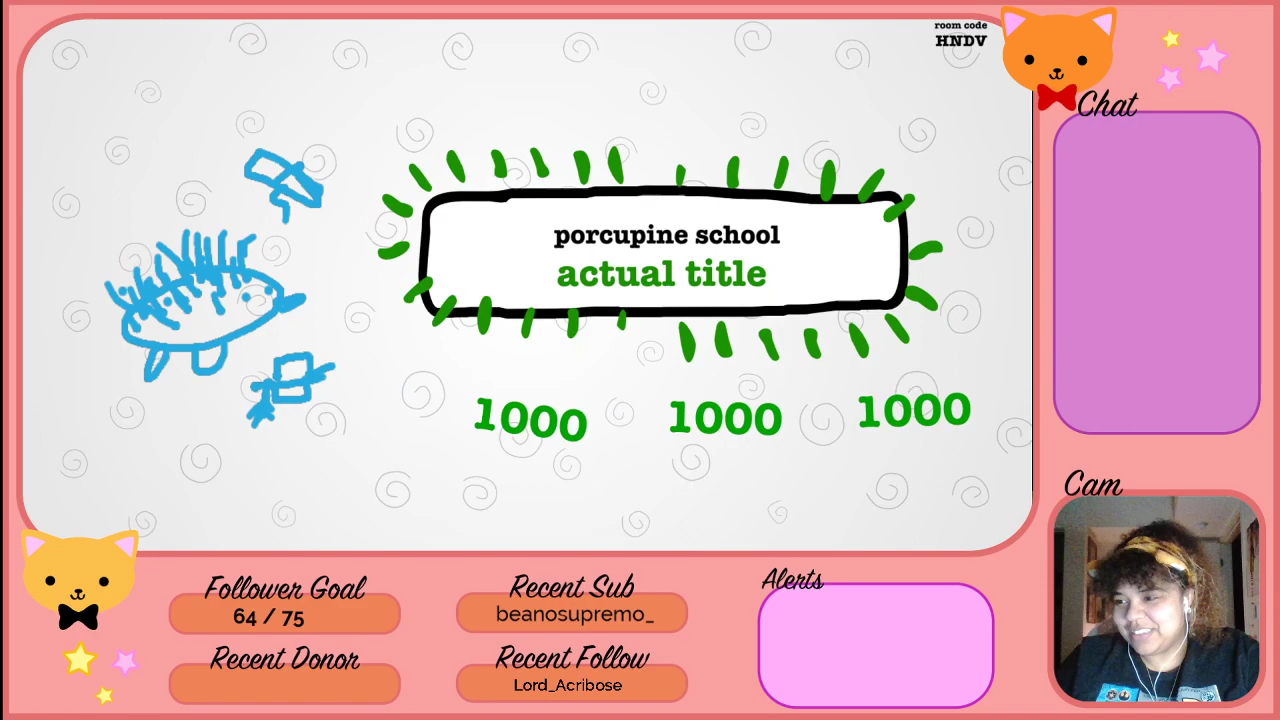 room code
HNDV
Chat
porcupine school
actual title
1000 1000 1000
Cam
Follower Goal
64 / 75
Recent Sub
beanosupremo_
Alerts
Recent Donor
Recent Follow
Lord_Acribose